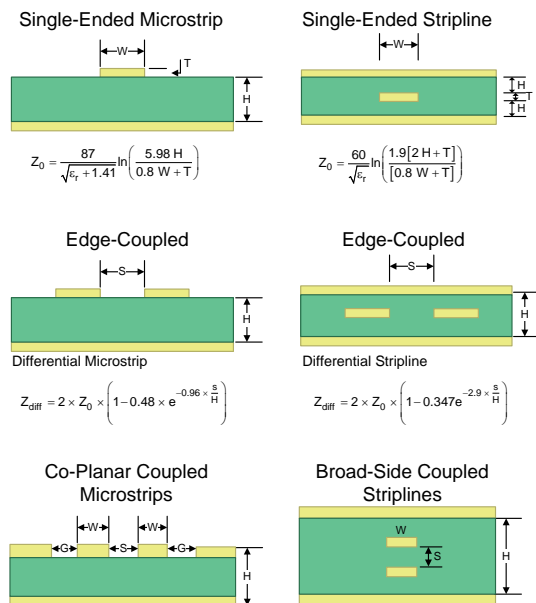 Single-Ended Microstrip
W
T
H
Z₀ = 87 / √(εᵣ + 1.41) ln(5.98 H / 0.8 W + T)
Single-Ended Stripline
W
H
T
H
Z₀ = 60 / √εᵣ ln(1.9[2 H + T] / [0.8 W + T])
Edge-Coupled
S
H
Differential Microstrip
Z_diff = 2 × Z₀ × (1 − 0.48 × e^(−0.96 × s/H))
Edge-Coupled
S
H
Differential Stripline
Z_diff = 2 × Z₀ × (1 − 0.347e^(−2.9 × s/H))
Co-Planar Coupled
Microstrips
W
W
G
S
G
H
Broad-Side Coupled
Striplines
W
S
H